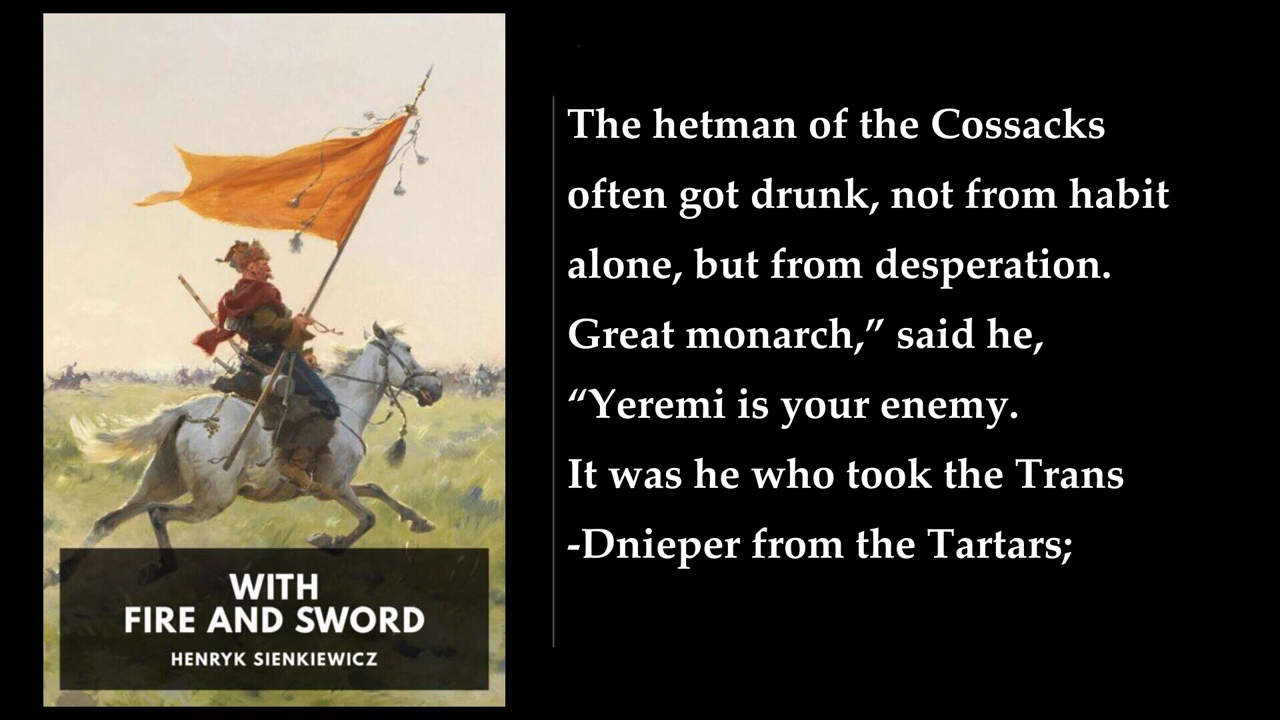 The hetman of the Cossacks
often got drunk, not from habit
alone, but from desperation.
Great monarch,” said he,
“Yeremi is your enemy.
It was he who took the Trans
-Dnieper from the Tartars;
WITH
FIRE AND SWORD
HENRYK SIENKIEWICZ